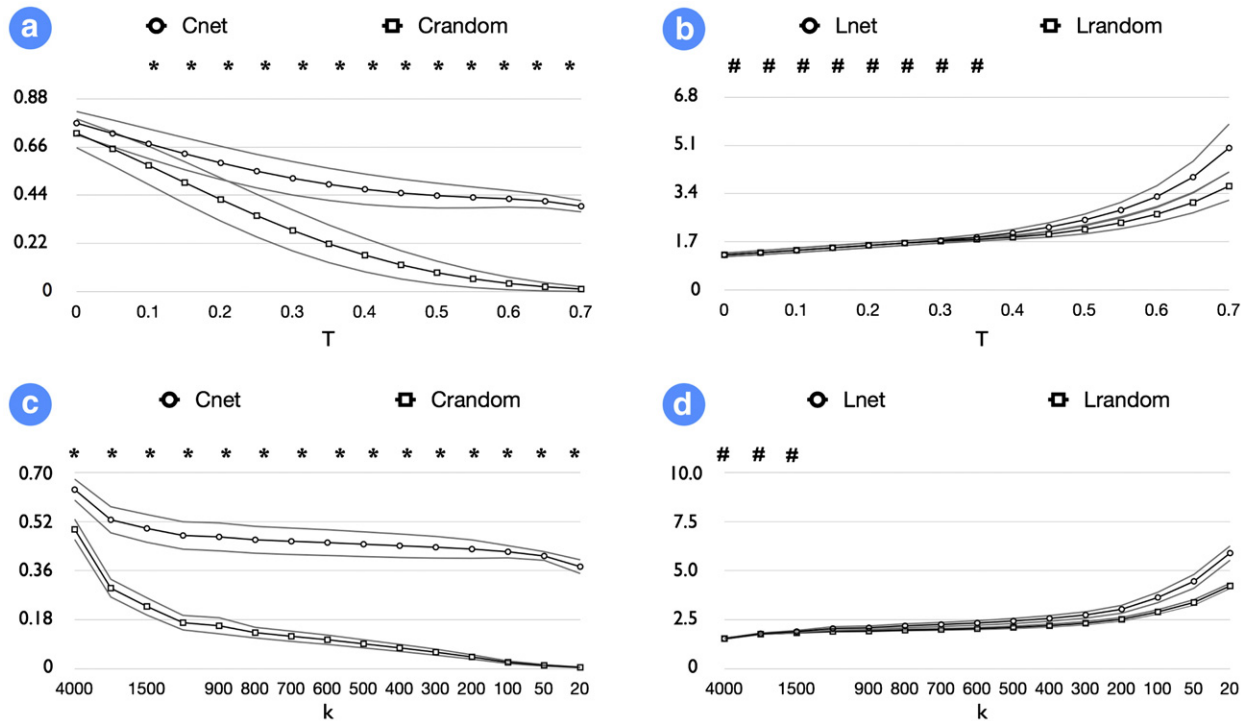 a
Cnet Crandom
* * * * * * * * * * * * *
0.88
0.66
0.44
0.22
0
0 0.1 0.2 0.3 0.4 0.5 0.6 0.7
T
b
Lnet Lrandom
# # # # # # # #
6.8
5.1
3.4
1.7
0
0 0.1 0.2 0.3 0.4 0.5 0.6 0.7
T
c
Cnet Crandom
* * * * * * * * * * * * * * *
0.70
0.52
0.36
0.18
0
4000 1500 900 800 700 600 500 400 300 200 100 50 20
k
d
Lnet Lrandom
# # #
10.0
7.5
5.0
2.5
0
4000 1500 900 800 700 600 500 400 300 200 100 50 20
k